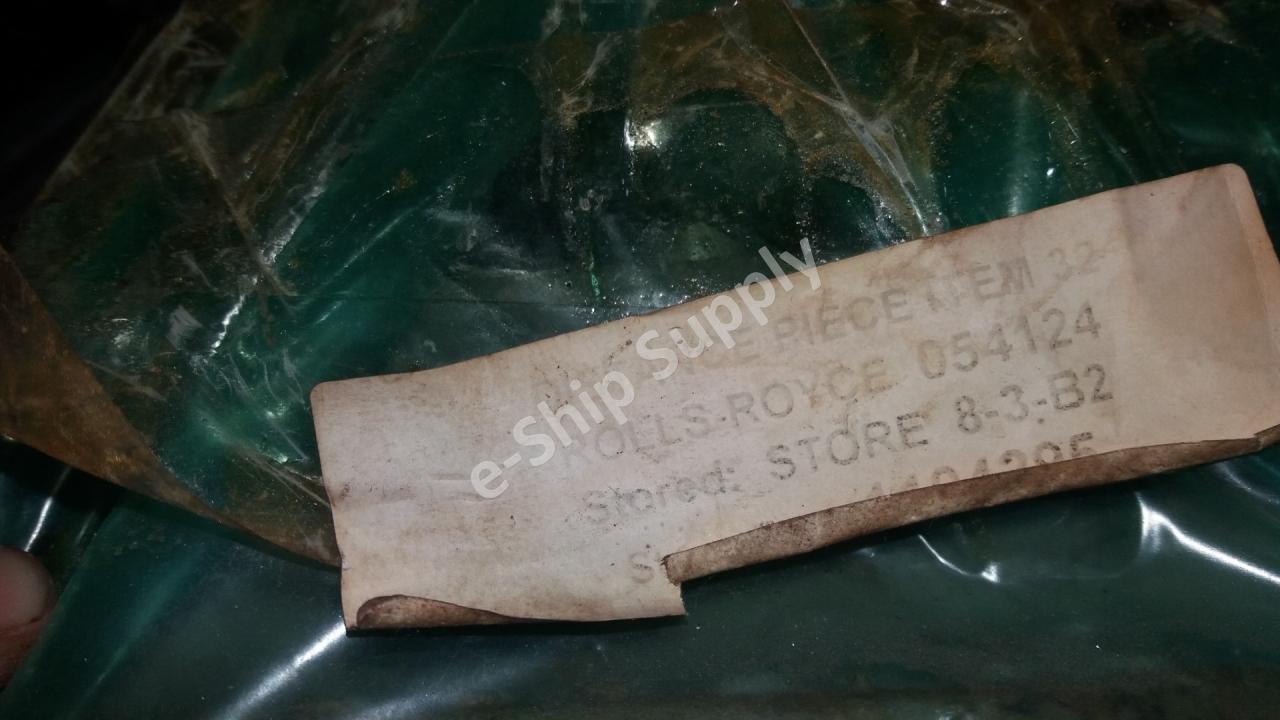 PIECE ITEM 32-
ROLLS-ROYCE 054124
Stored: STORE 8-3-B2
e-Ship Supply